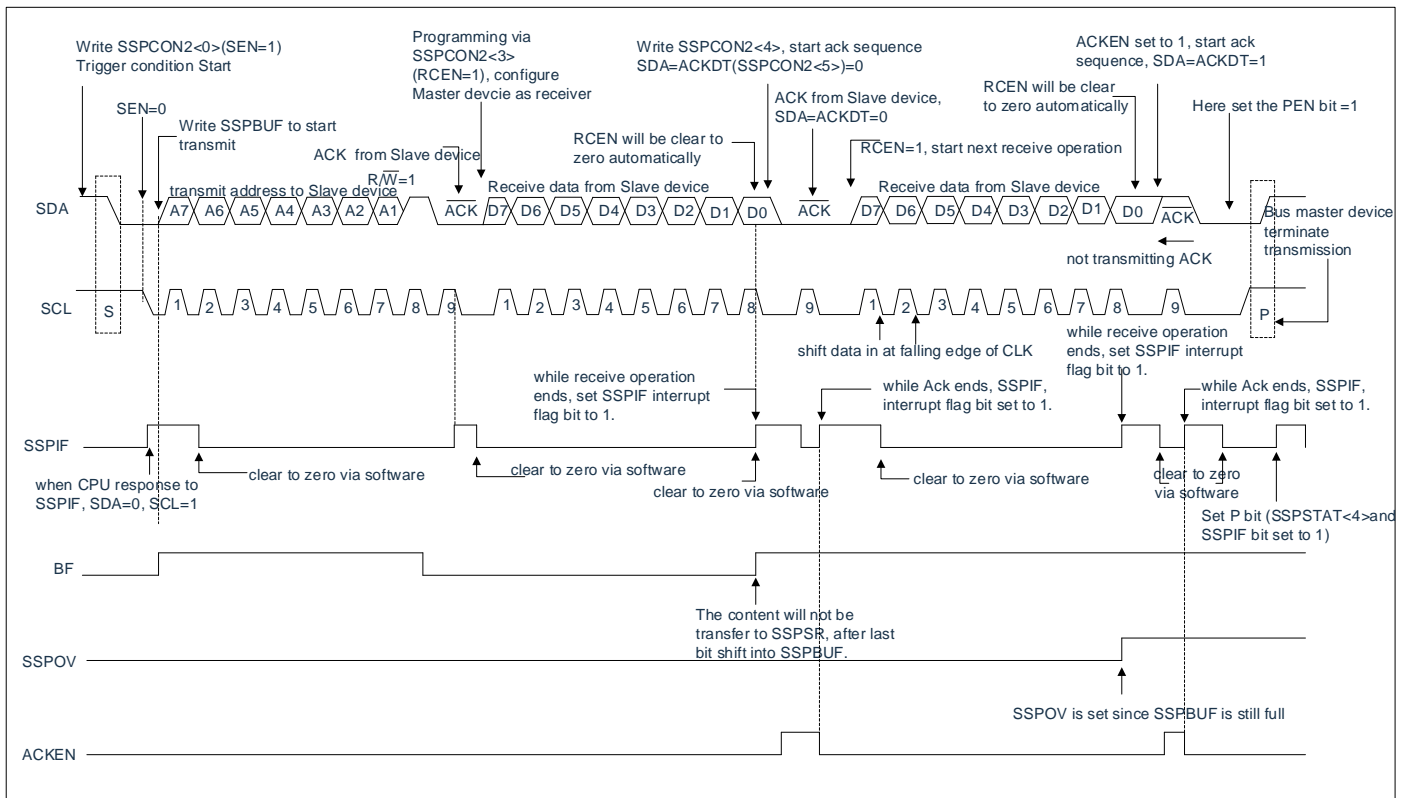 Write SSPCON2<0>(SEN=1)
Trigger condition Start
SEN=0
Write SSPBUF to start
transmit
Programming via
SSPCON2<3>
(RCEN=1), configure
Master devcie as receiver
ACK from Slave device
R/W=1
transmit address to Slave device
Write SSPCON2<4>, start ack sequence
SDA=ACKDT(SSPCON2<5>)=0
ACK from Slave device,
SDA=ACKDT=0
RCEN will be clear to
zero automatically
Receive data from Slave device
RCEN=1, start next receive operation
Receive data from Slave device
ACKEN set to 1, start ack
sequence, SDA=ACKDT=1
RCEN will be clear
to zero automatically
Here set the PEN bit =1
SDA
A7 A6 A5 A4 A3 A2 A1 ACK D7 D6 D5 D4 D3 D2 D1 D0 ACK D7 D6 D5 D4 D3 D2 D1 D0 ACK
Bus master device
terminate
transmission
not transmitting ACK
SCL
S 1 2 3 4 5 6 7 8 9 1 2 3 4 5 6 7 8 9 1 2 3 4 5 6 7 8 9 P
shift data in at falling edge of CLK
while receive operation
ends, set SSPIF interrupt
flag bit to 1.
while Ack ends, SSPIF,
interrupt flag bit set to 1.
while receive operation
ends, set SSPIF interrupt
flag bit to 1.
while Ack ends, SSPIF,
interrupt flag bit set to 1.
SSPIF
when CPU response to
SSPIF, SDA=0, SCL=1
clear to zero via software
clear to zero via software
clear to zero via software
clear to zero via software
clear to zero
via software
Set P bit (SSPSTAT<4>and
SSPIF bit set to 1)
BF
The content will not be
transfer to SSPSR, after last
bit shift into SSPBUF.
SSPOV
SSPOV is set since SSPBUF is still full
ACKEN